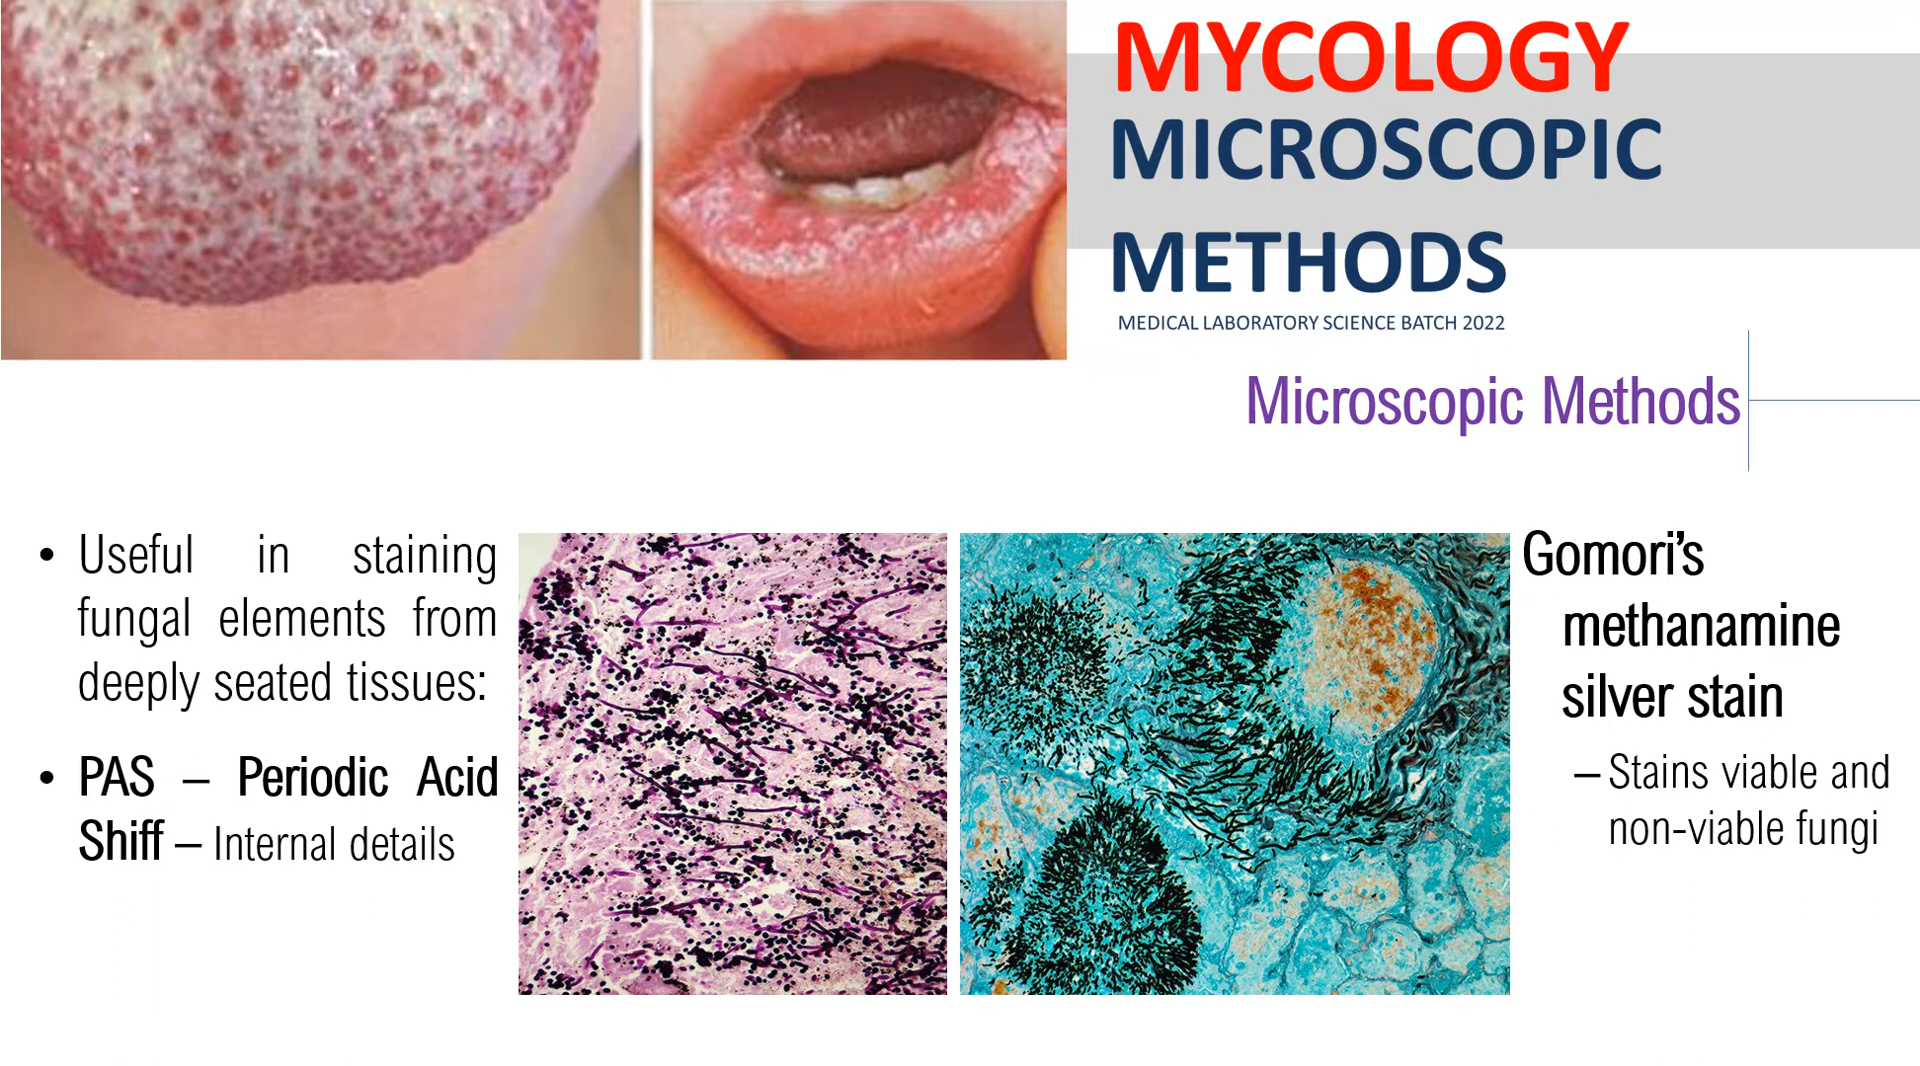 MYCOLOGY
MICROSCOPIC
METHODS
MEDICAL LABORATORY SCIENCE BATCH 2022
Microscopic Methods
• Useful in staining
fungal elements from
deeply seated tissues:
• PAS – Periodic Acid
Shiff – Internal details
Gomori’s
methanamine
silver stain
– Stains viable and
non-viable fungi